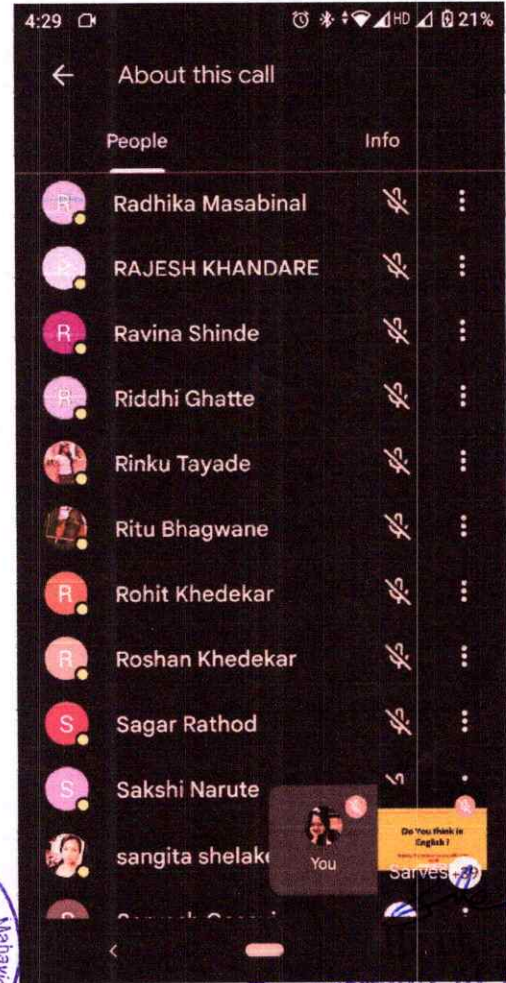 4:29 HD 21%
About this call
People Info
R Radhika Masabinal
RAJESH KHANDARE
R Ravina Shinde
R Riddhi Ghatte
Rinku Tayade
Ritu Bhagwane
R Rohit Khedekar
R Roshan Khedekar
S Sagar Rathod
S Sakshi Narute
Do You think in
English !
sangita shelake
You
Sarves +39